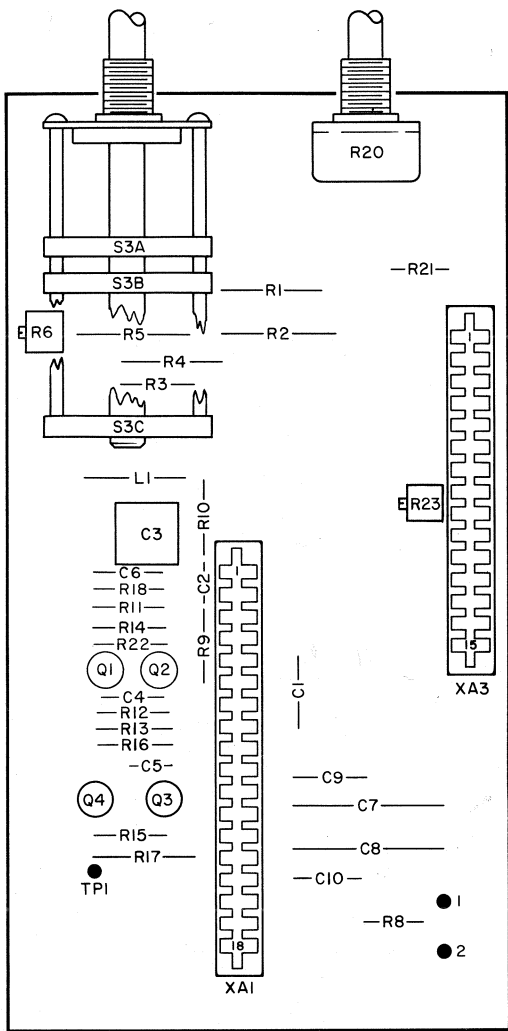 R20
S3A
R21
S3B
R1
R6
R5
R2
1
R4
R3
S3C
L1
R10
R23
C3
C6
1
C2
R18
R11
R14
R9
R22
15
Q1
Q2
XA3
C1
C4
R12
R13
R16
C5
C9
Q4
Q3
C7
R15
C8
R17
C10
TP1
1
R8
18
2
XA1